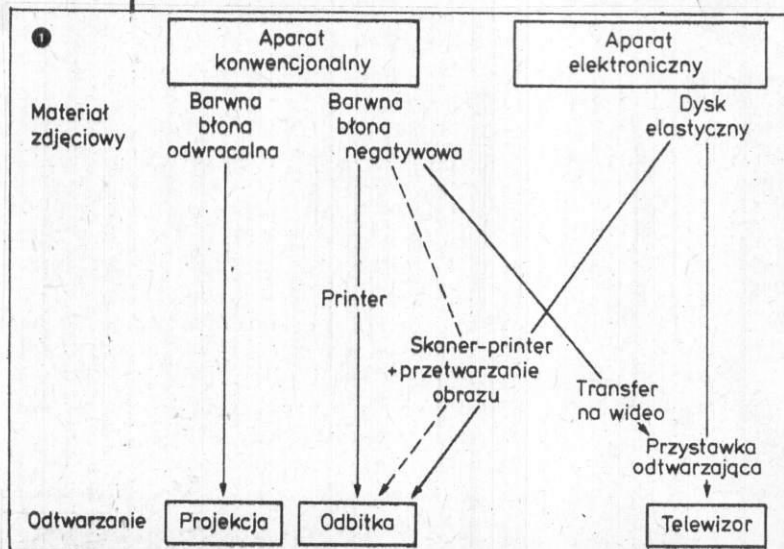 1
Aparat
konwencjonalny
Aparat
elektroniczny
Materiał
zdjęciowy
Barwna
błona
odwracalna
Barwna
błona
negatywowa
Dysk
elastyczny
Printer
Skaner-printer
+przetwarzanie
obrazu
Transfer
na wideo
Przystawka
odtwarzająca
Odtwarzanie
Projekcja
Odbitka
Telewizor